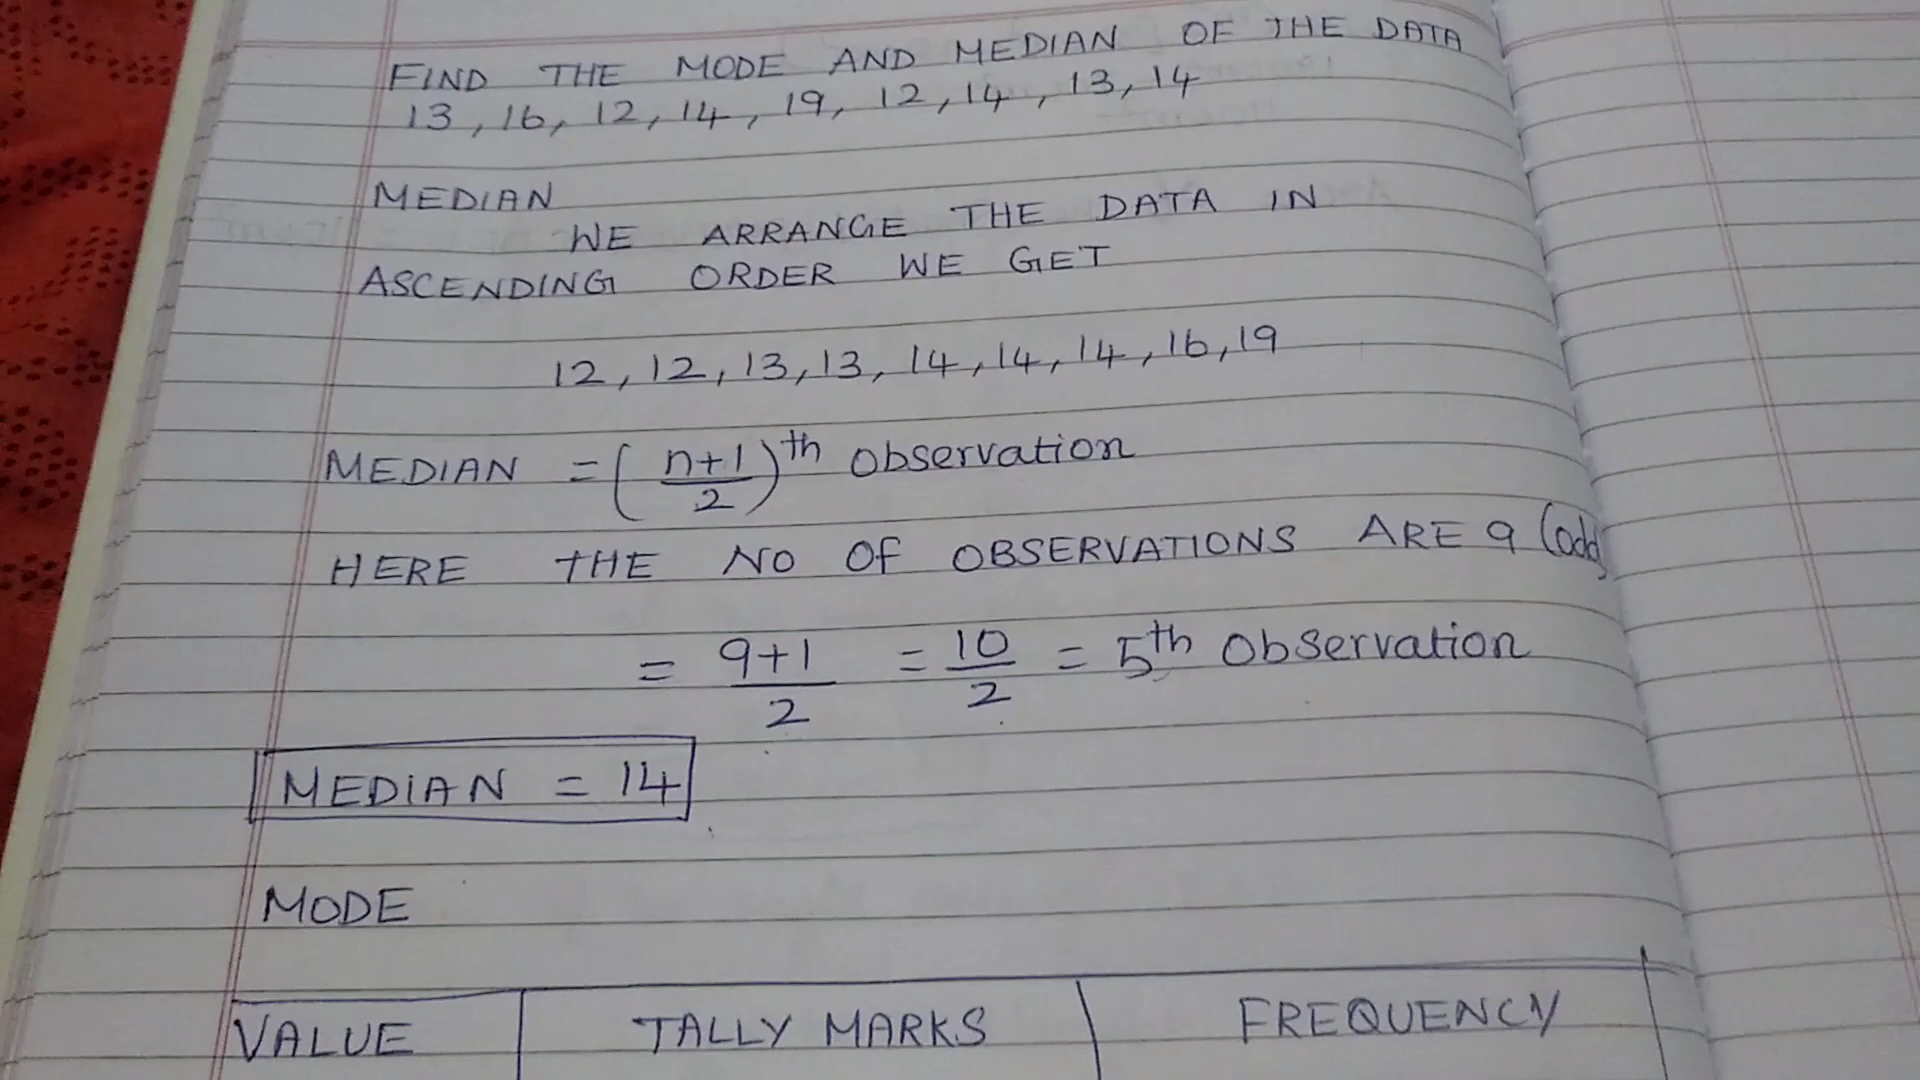 FIND THE MODE AND MEDIAN OF THE DATA
13, 16, 12, 14, 19, 12, 14, 13, 14
MEDIAN
WE ARRANGE THE DATA IN
ASCENDING ORDER WE GET
12, 12, 13, 13, 14, 14, 14, 16, 19
MEDIAN = (n+1/2)th observation
HERE THE NO OF OBSERVATIONS ARE 9 (odd)
= 9+1/2 = 10/2 = 5th Observation
MEDIAN = 14
MODE
VALUE TALLY MARKS FREQUENCY